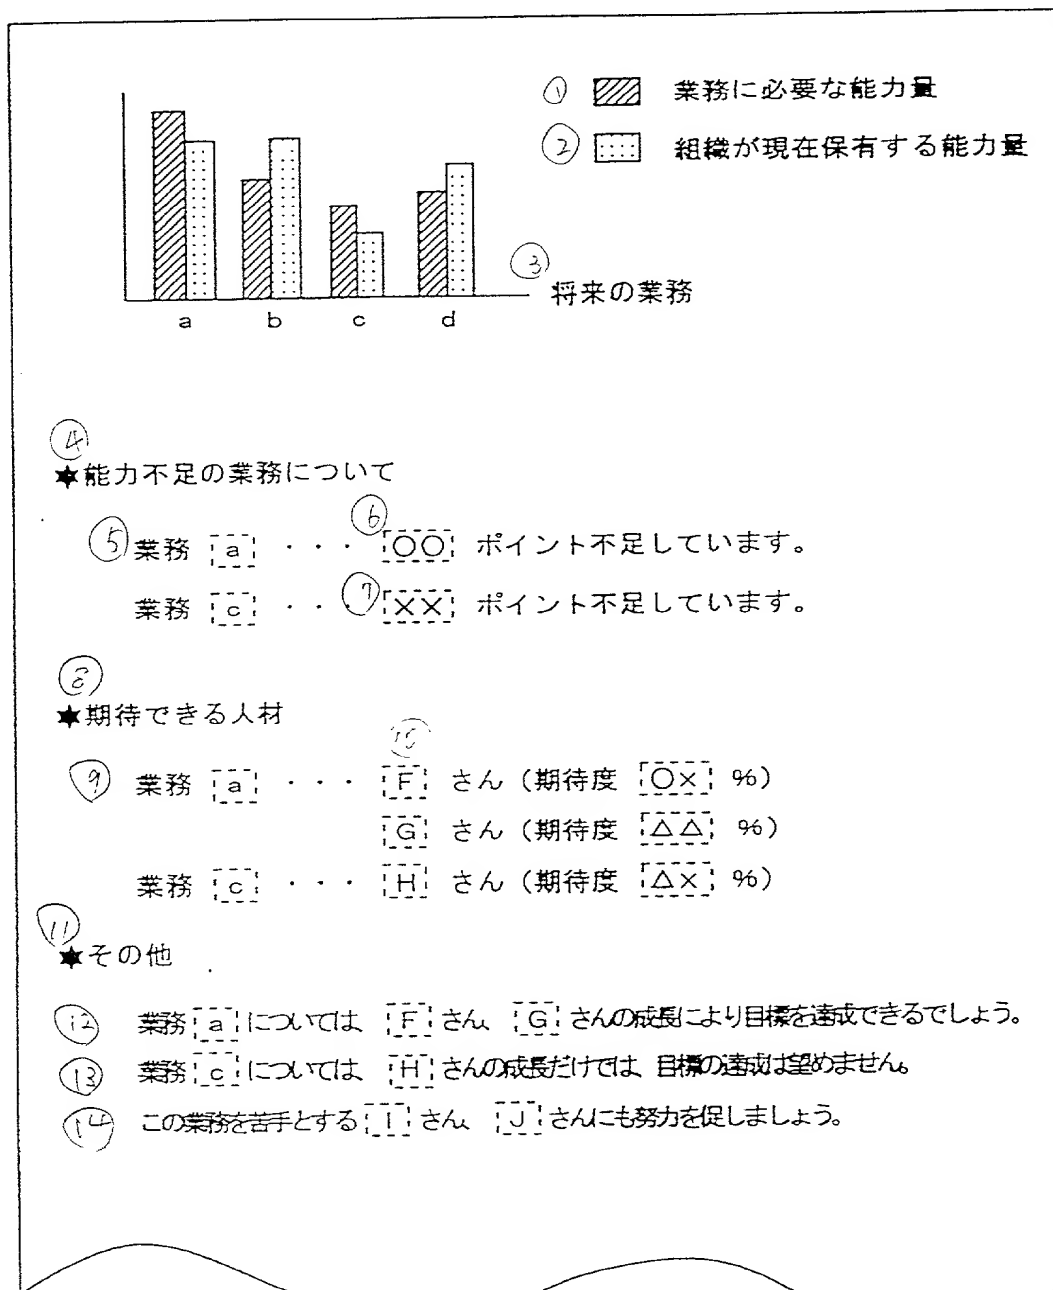 ① 業務に必要な能力量
② 組織が現在保有する能力量
③ 将来の業務
a b c d
④
★能力不足の業務について
⑤ 業務 a ・・・ ⑥ ○○ ポイント不足しています。
業務 c ・・・ ⑦ ×× ポイント不足しています。
⑧
★期待できる人材
⑨ 業務 a ・・・ ⑩ F さん (期待度 ○× %)
G さん (期待度 △△ %)
業務 c ・・・ H さん (期待度 △× %)
⑪
★その他
⑫ 業務 a については、 F さん、 G さんの成長により目標を達成できるでしょう。
⑬ 業務 c については、 H さんの成長だけでは、目標の達成は望めません。
⑭ この業務を苦手とする I さん、 J さんにも努力を促しましょう。